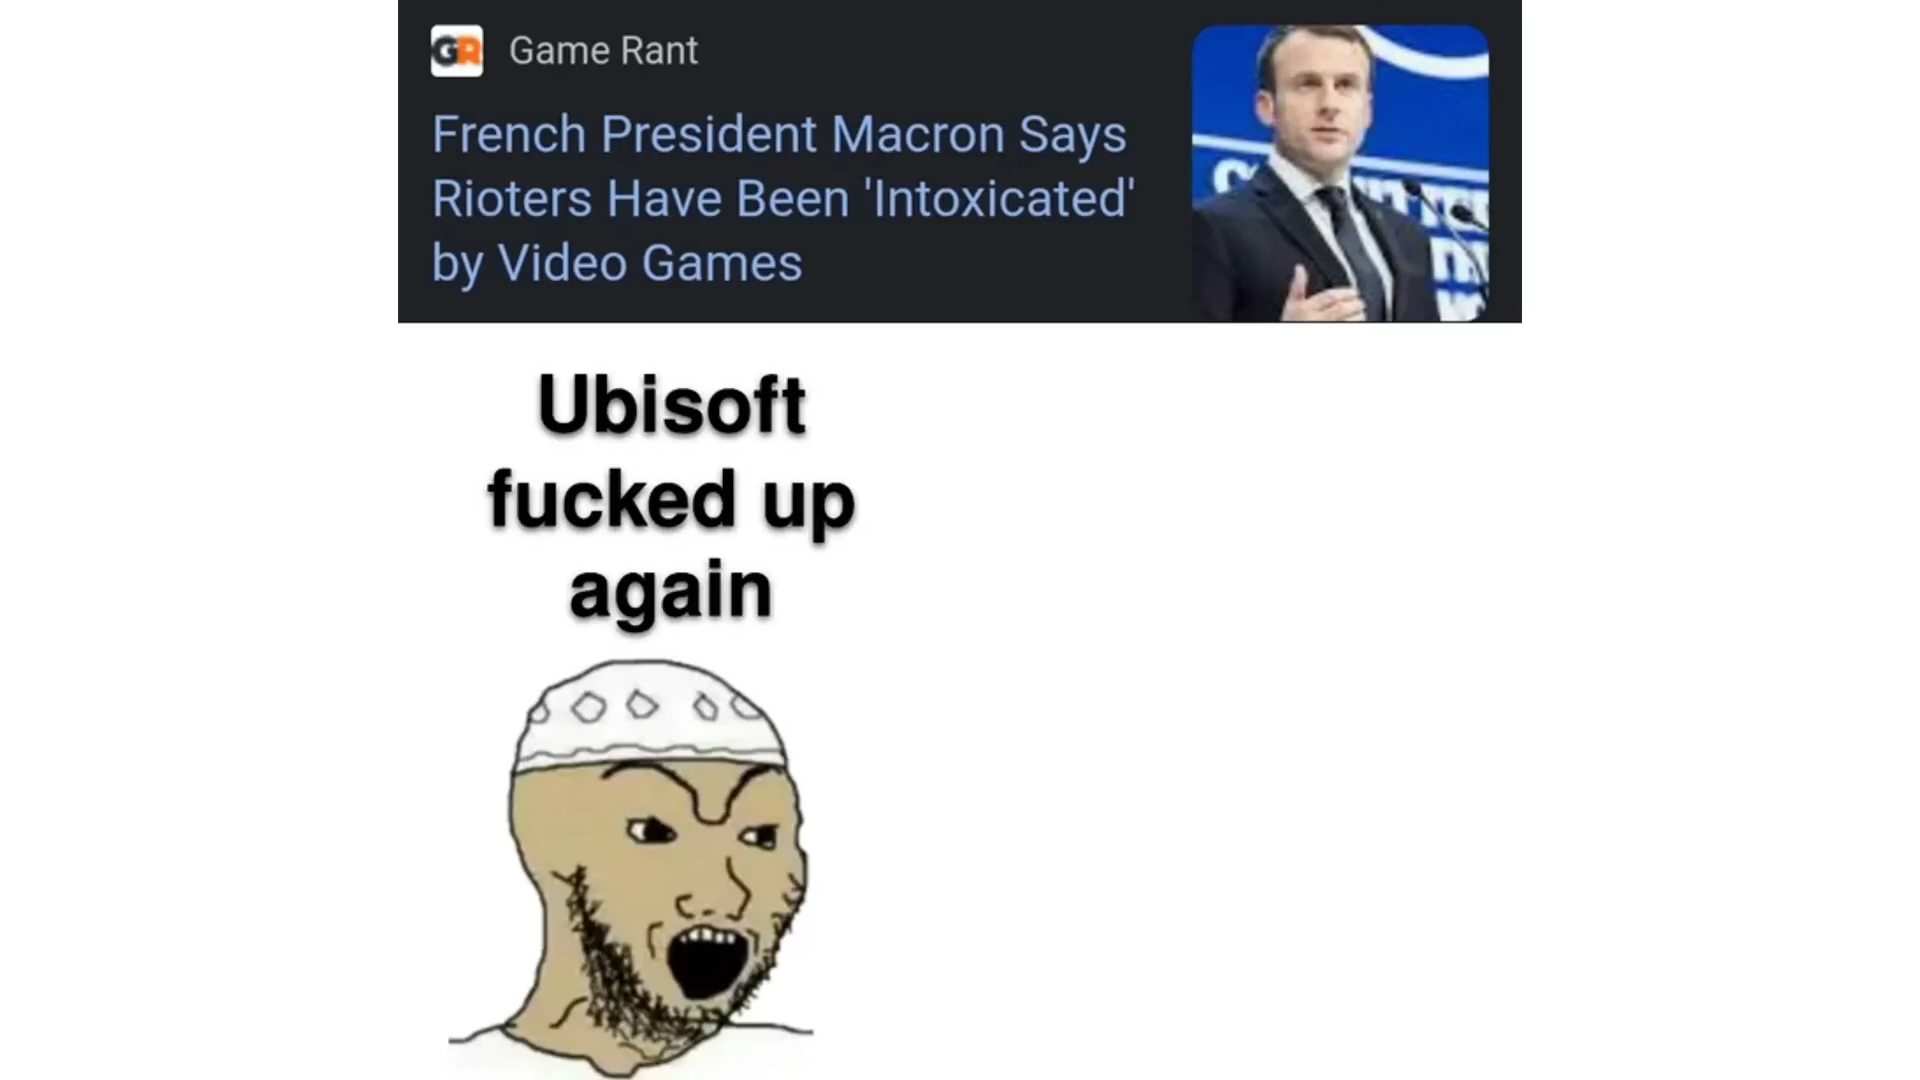 GR Game Rant
French President Macron Says
Rioters Have Been 'Intoxicated'
by Video Games
Ubisoft
fucked up
again